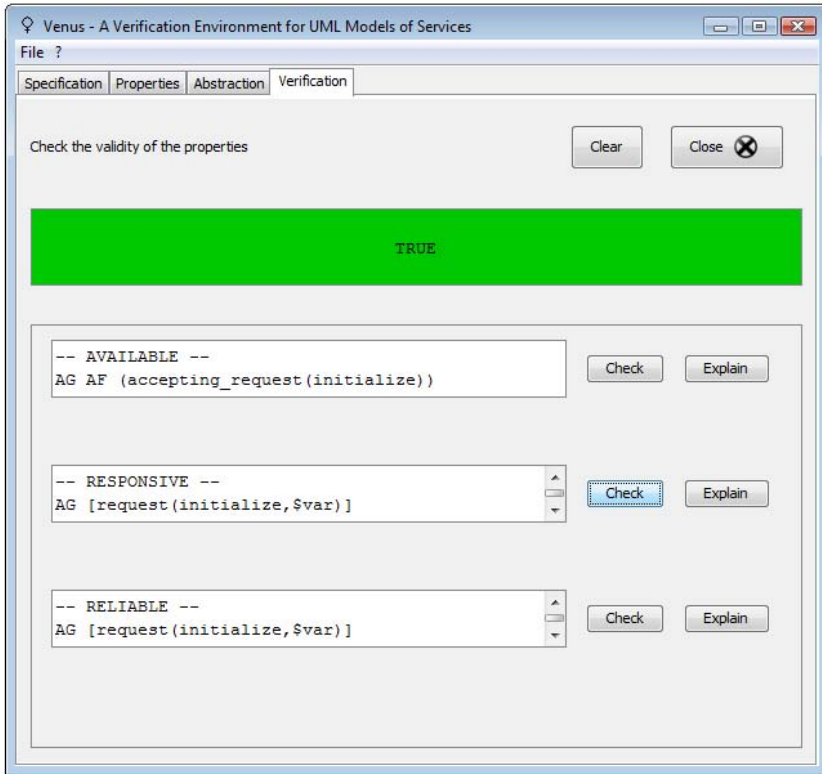 Venus - A Verification Environment for UML Models of Services
File ?
Specification Properties Abstraction Verification
Check the validity of the properties Clear Close
TRUE
-- AVAILABLE --
AG AF (accepting_request(initialize))
Check Explain
-- RESPONSIVE --
AG [request(initialize,$var)]
Check Explain
-- RELIABLE --
AG [request(initialize,$var)]
Check Explain